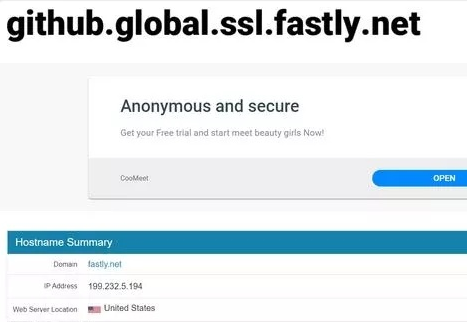 github.global.ssl.fastly.net
Anonymous and secure
Get your Free trial and start meet beauty girls Now!
CooMeet
OPEN
Hostname Summary
Domain fastly.net
IP Address 199.232.5.194
Web Server Location United States